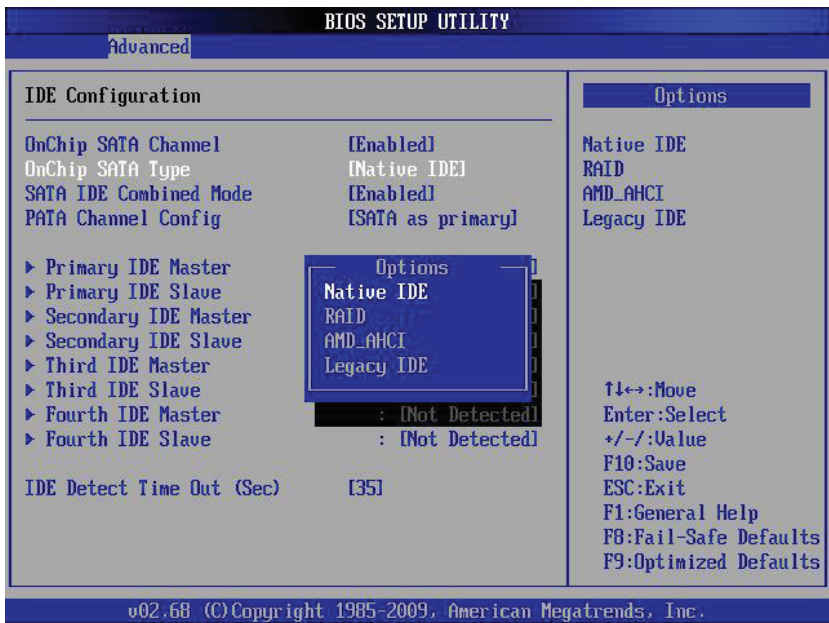 BIOS SETUP UTILITY
Advanced
IDE Configuration
OnChip SATA Channel [Enabled]
OnChip SATA Type [Native IDE]
SATA IDE Combined Mode [Enabled]
PATA Channel Config [SATA as primary]
Primary IDE Master
Primary IDE Slave
Secondary IDE Master
Secondary IDE Slave
Third IDE Master
Third IDE Slave
Fourth IDE Master : [Not Detected]
Fourth IDE Slave : [Not Detected]
IDE Detect Time Out (Sec) [35]
Options
Native IDE
RAID
AMD_AHCI
Legacy IDE
Options
Native IDE
RAID
AMD_AHCI
Legacy IDE
↑↓←→:Move
Enter:Select
+/-/:Value
F10:Save
ESC:Exit
F1:General Help
F8:Fail-Safe Defaults
F9:Optimized Defaults
v02.68 (C)Copyright 1985-2009, American Megatrends, Inc.